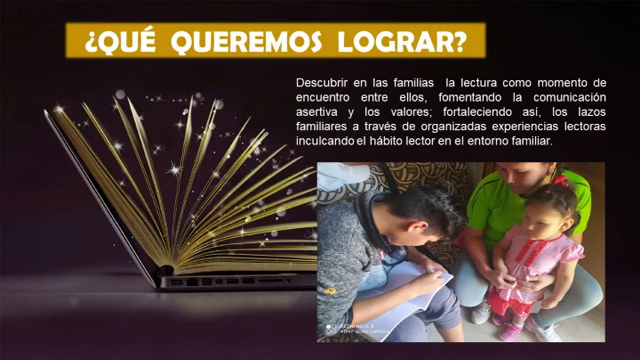 ¿QUÉ QUEREMOS LOGRAR?
Descubrir en las familias la lectura como momento de
encuentro entre ellos, fomentando la comunicación
asertiva y los valores; fortaleciendo así, los lazos
familiares a través de organizadas experiencias lectoras
inculcando el hábito lector en el entorno familiar.